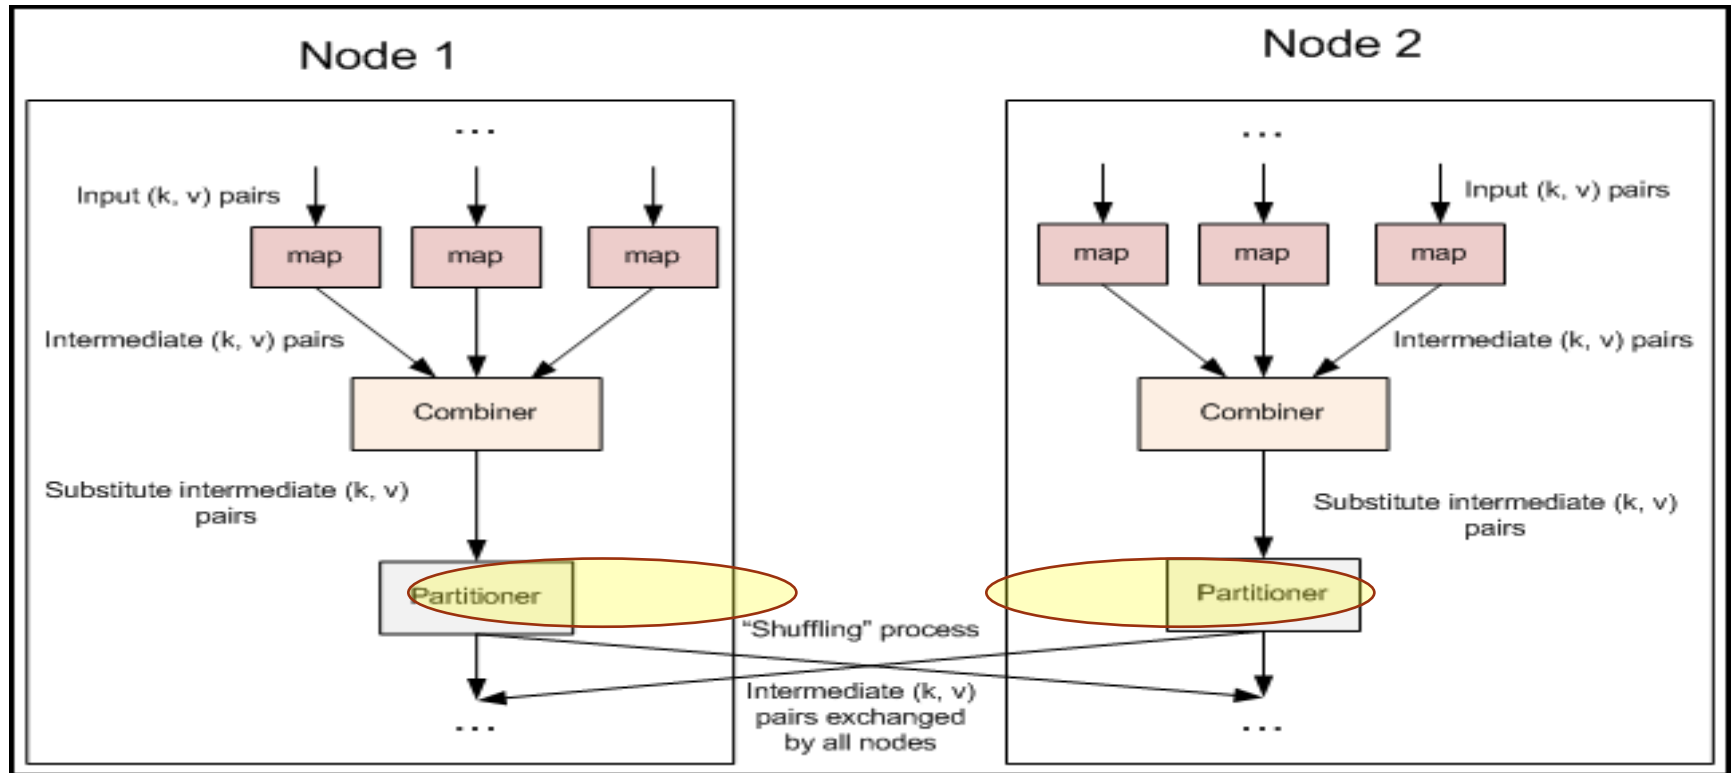 Node 1
...
Input (k, v) pairs
map
map
map
Intermediate (k, v) pairs
Combiner
Substitute intermediate (k, v)
pairs
Partitioner
...
Node 2
...
Input (k, v) pairs
map
map
map
Intermediate (k, v) pairs
Combiner
Substitute intermediate (k, v)
pairs
Partitioner
...
“Shuffling” process
Intermediate (k, v)
pairs exchanged
by all nodes